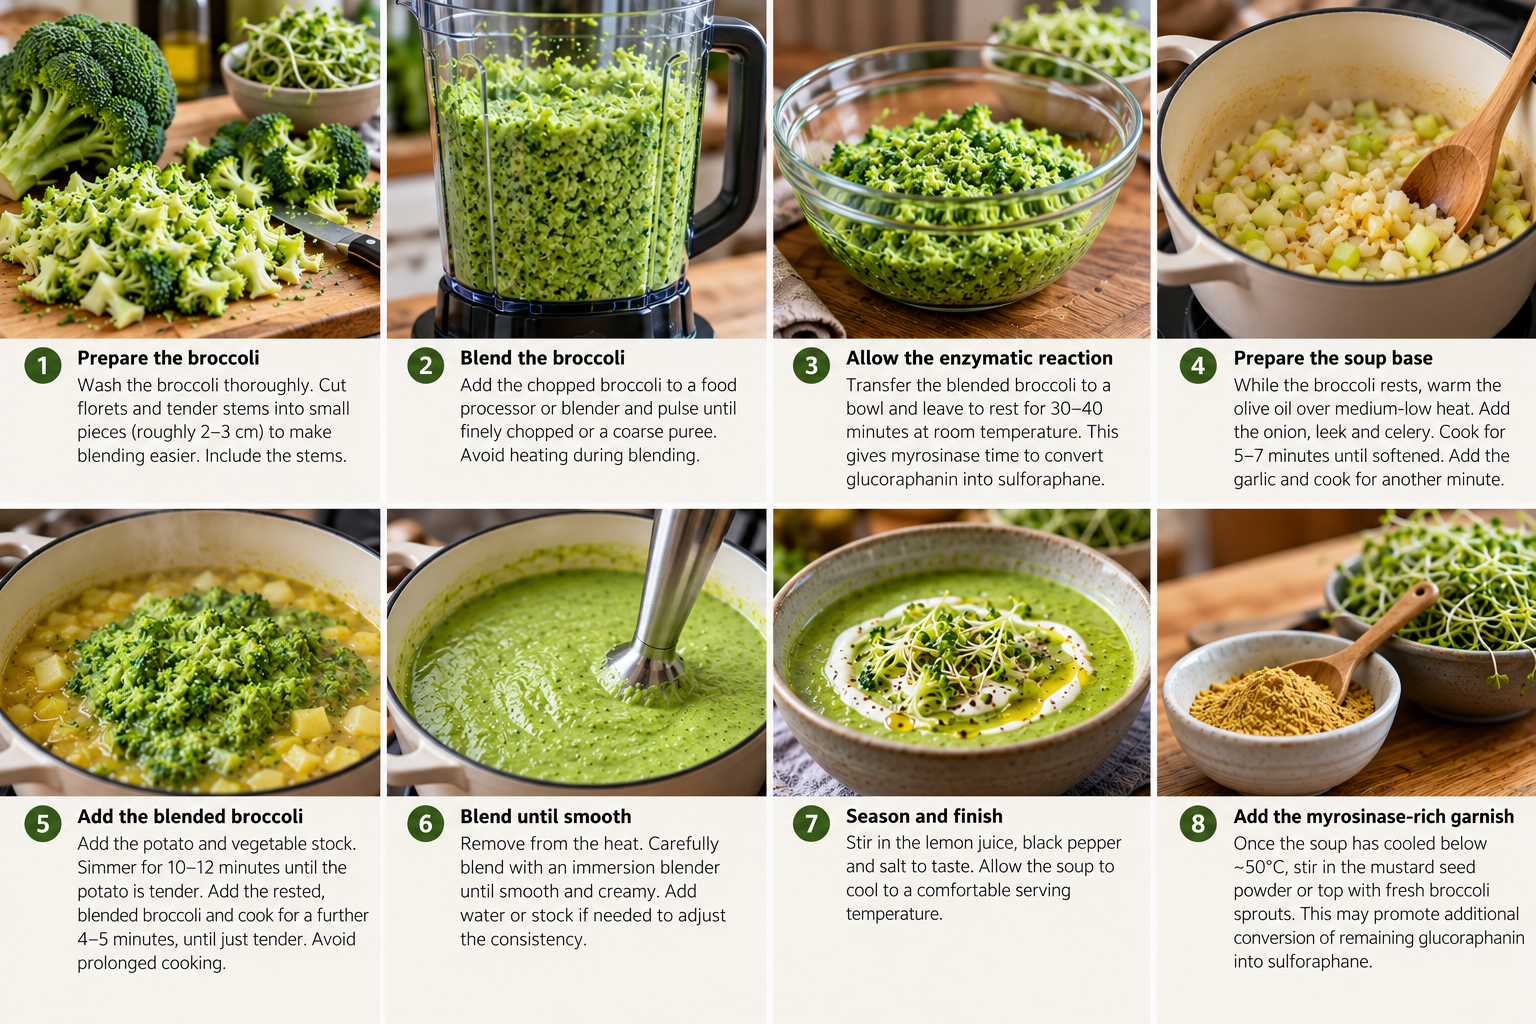 1
Prepare the broccoli
Wash the broccoli thoroughly. Cut
florets and tender stems into small
pieces (roughly 2–3 cm) to make
blending easier. Include the stems.
2
Blend the broccoli
Add the chopped broccoli to a food
processor or blender and pulse until
finely chopped or a coarse puree.
Avoid heating during blending.
3
Allow the enzymatic reaction
Transfer the blended broccoli to a
bowl and leave to rest for 30–40
minutes at room temperature. This
gives myrosinase time to convert
glucoraphanin into sulforaphane.
4
Prepare the soup base
While the broccoli rests, warm the
olive oil over medium-low heat. Add
the onion, leek and celery. Cook for
5–7 minutes until softened. Add the
garlic and cook for another minute.
5
Add the blended broccoli
Add the potato and vegetable stock.
Simmer for 10–12 minutes until the
potato is tender. Add the rested,
blended broccoli and cook for a further
4–5 minutes, until just tender. Avoid
prolonged cooking.
6
Blend until smooth
Remove from the heat. Carefully
blend with an immersion blender
until smooth and creamy. Add
water or stock if needed to adjust
the consistency.
7
Season and finish
Stir in the lemon juice, black pepper
and salt to taste. Allow the soup to
cool to a comfortable serving
temperature.
8
Add the myrosinase-rich garnish
Once the soup has cooled below
~50°C, stir in the mustard seed
powder or top with fresh broccoli
sprouts. This may promote additional
conversion of remaining glucoraphanin
into sulforaphane.